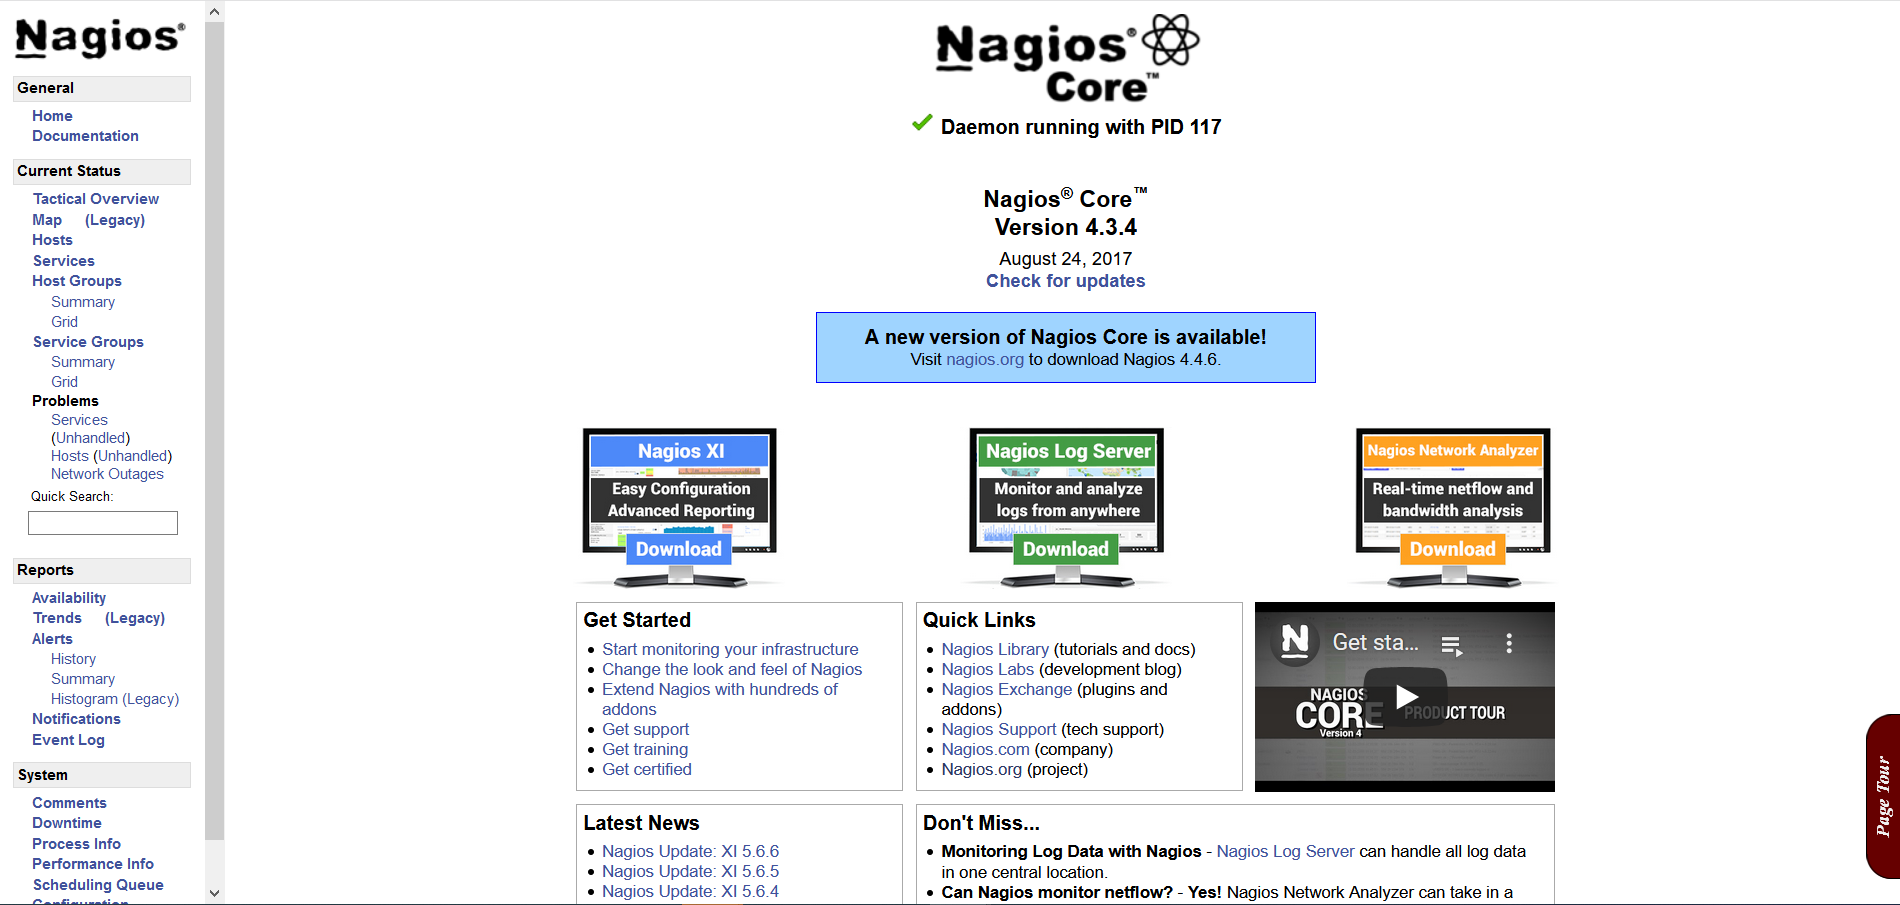 Nagios®
General
Home
Documentation
Current Status
Tactical Overview
Map (Legacy)
Hosts
Services
Host Groups
Summary
Grid
Service Groups
Summary
Grid
Problems
Services
(Unhandled)
Hosts (Unhandled)
Network Outages
Quick Search:
Reports
Availability
Trends (Legacy)
Alerts
History
Summary
Histogram (Legacy)
Notifications
Event Log
System
Comments
Downtime
Process Info
Performance Info
Scheduling Queue
Configuration
Nagios®
Core™
Daemon running with PID 117
Nagios® Core™
Version 4.3.4
August 24, 2017
Check for updates
A new version of Nagios Core is available!
Visit nagios.org to download Nagios 4.4.6.
Nagios XI
Easy Configuration
Advanced Reporting
Download
Nagios Log Server
Monitor and analyze
logs from anywhere
Download
Nagios Network Analyzer
Real-time netflow and
bandwidth analysis
Download
Get Started
Start monitoring your infrastructure
Change the look and feel of Nagios
Extend Nagios with hundreds of
addons
Get support
Get training
Get certified
Quick Links
Nagios Library (tutorials and docs)
Nagios Labs (development blog)
Nagios Exchange (plugins and
addons)
Nagios Support (tech support)
Nagios.com (company)
Nagios.org (project)
N Get sta...
NAGIOS
CORE PRODUCT TOUR
Version 4
Latest News
Nagios Update: XI 5.6.6
Nagios Update: XI 5.6.5
Nagios Update: XI 5.6.4
Don't Miss...
Monitoring Log Data with Nagios - Nagios Log Server can handle all log data
in one central location.
Can Nagios monitor netflow? - Yes! Nagios Network Analyzer can take in a
Page Tour